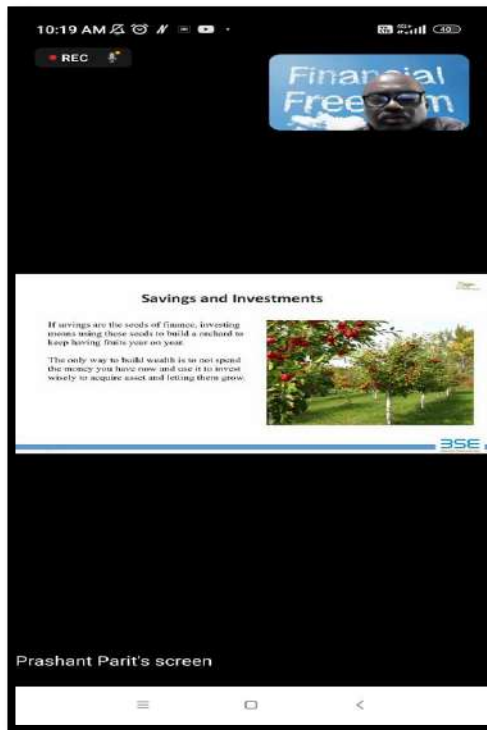 10:19 AM
REC
Financial
Freedom
Savings and Investments
If savings are the seeds of finance, investing
means using these seeds to build a orchard to
keep having fruits year on year.
The only way to build wealth is to not spend
the money you have now and use it to invest
wisely to acquire asset and letting them grow.
BSE
Prashant Parit's screen